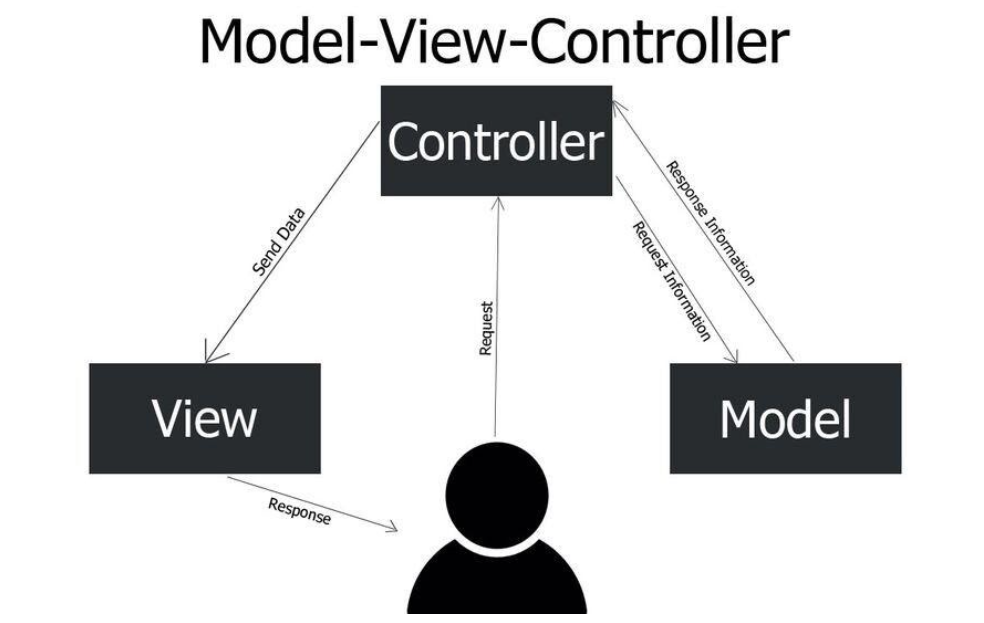 Model-View-Controller
Controller
Send Data
Request
Request Information
Response Information
View
Model
Response